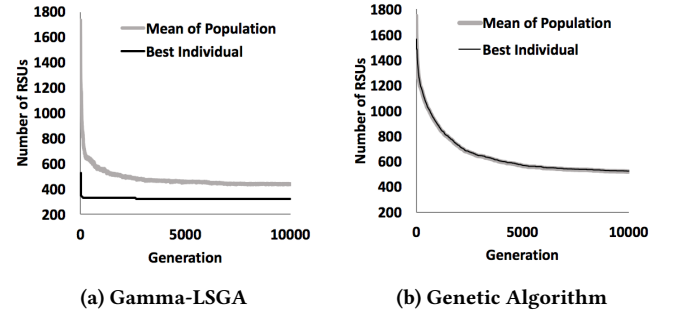 1800
1600
1400
1200
1000
800
600
400
200
Number of RSUs
Mean of Population
Best Individual
0
5000
10000
Generation
(a) Gamma-LSGA
1800
1600
1400
1200
1000
800
600
400
200
Number of RSUs
Mean of Population
Best Individual
0
5000
10000
Generation
(b) Genetic Algorithm